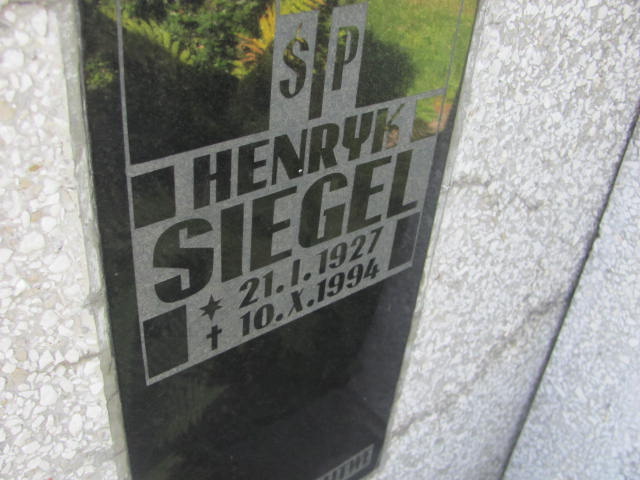 ŚP
HENRYK
SIEGEL
* 21.I.1927
† 10.X.1994